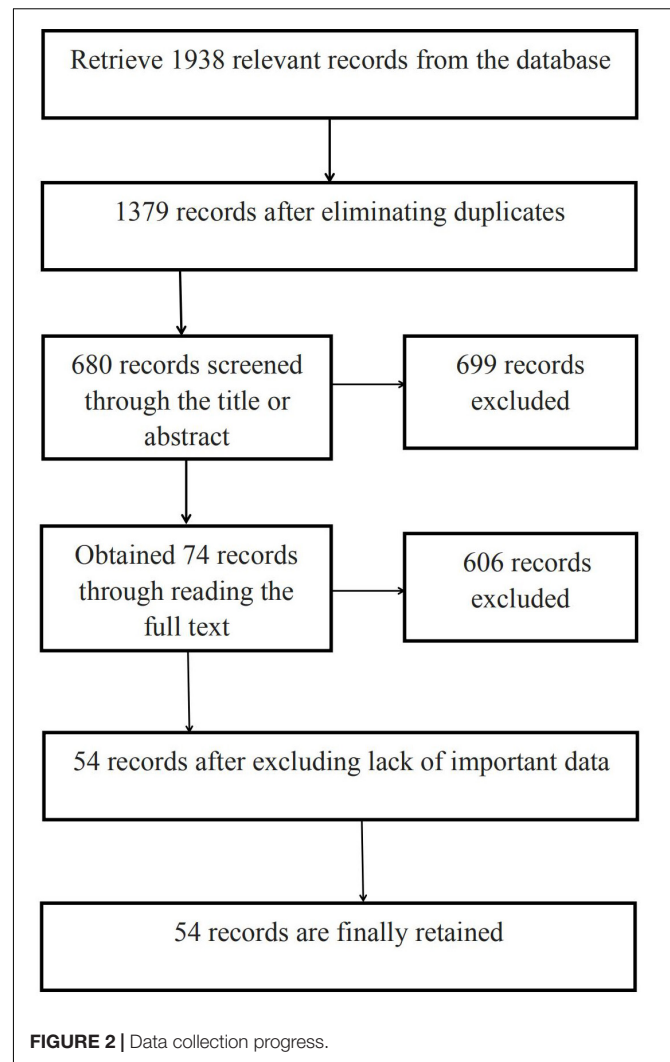 Retrieve 1938 relevant records from the database
1379 records after eliminating duplicates
680 records screened
through the title or
abstract
699 records
excluded
Obtained 74 records
through reading the
full text
606 records
excluded
54 records after excluding lack of important data
54 records are finally retained
FIGURE 2 | Data collection progress.